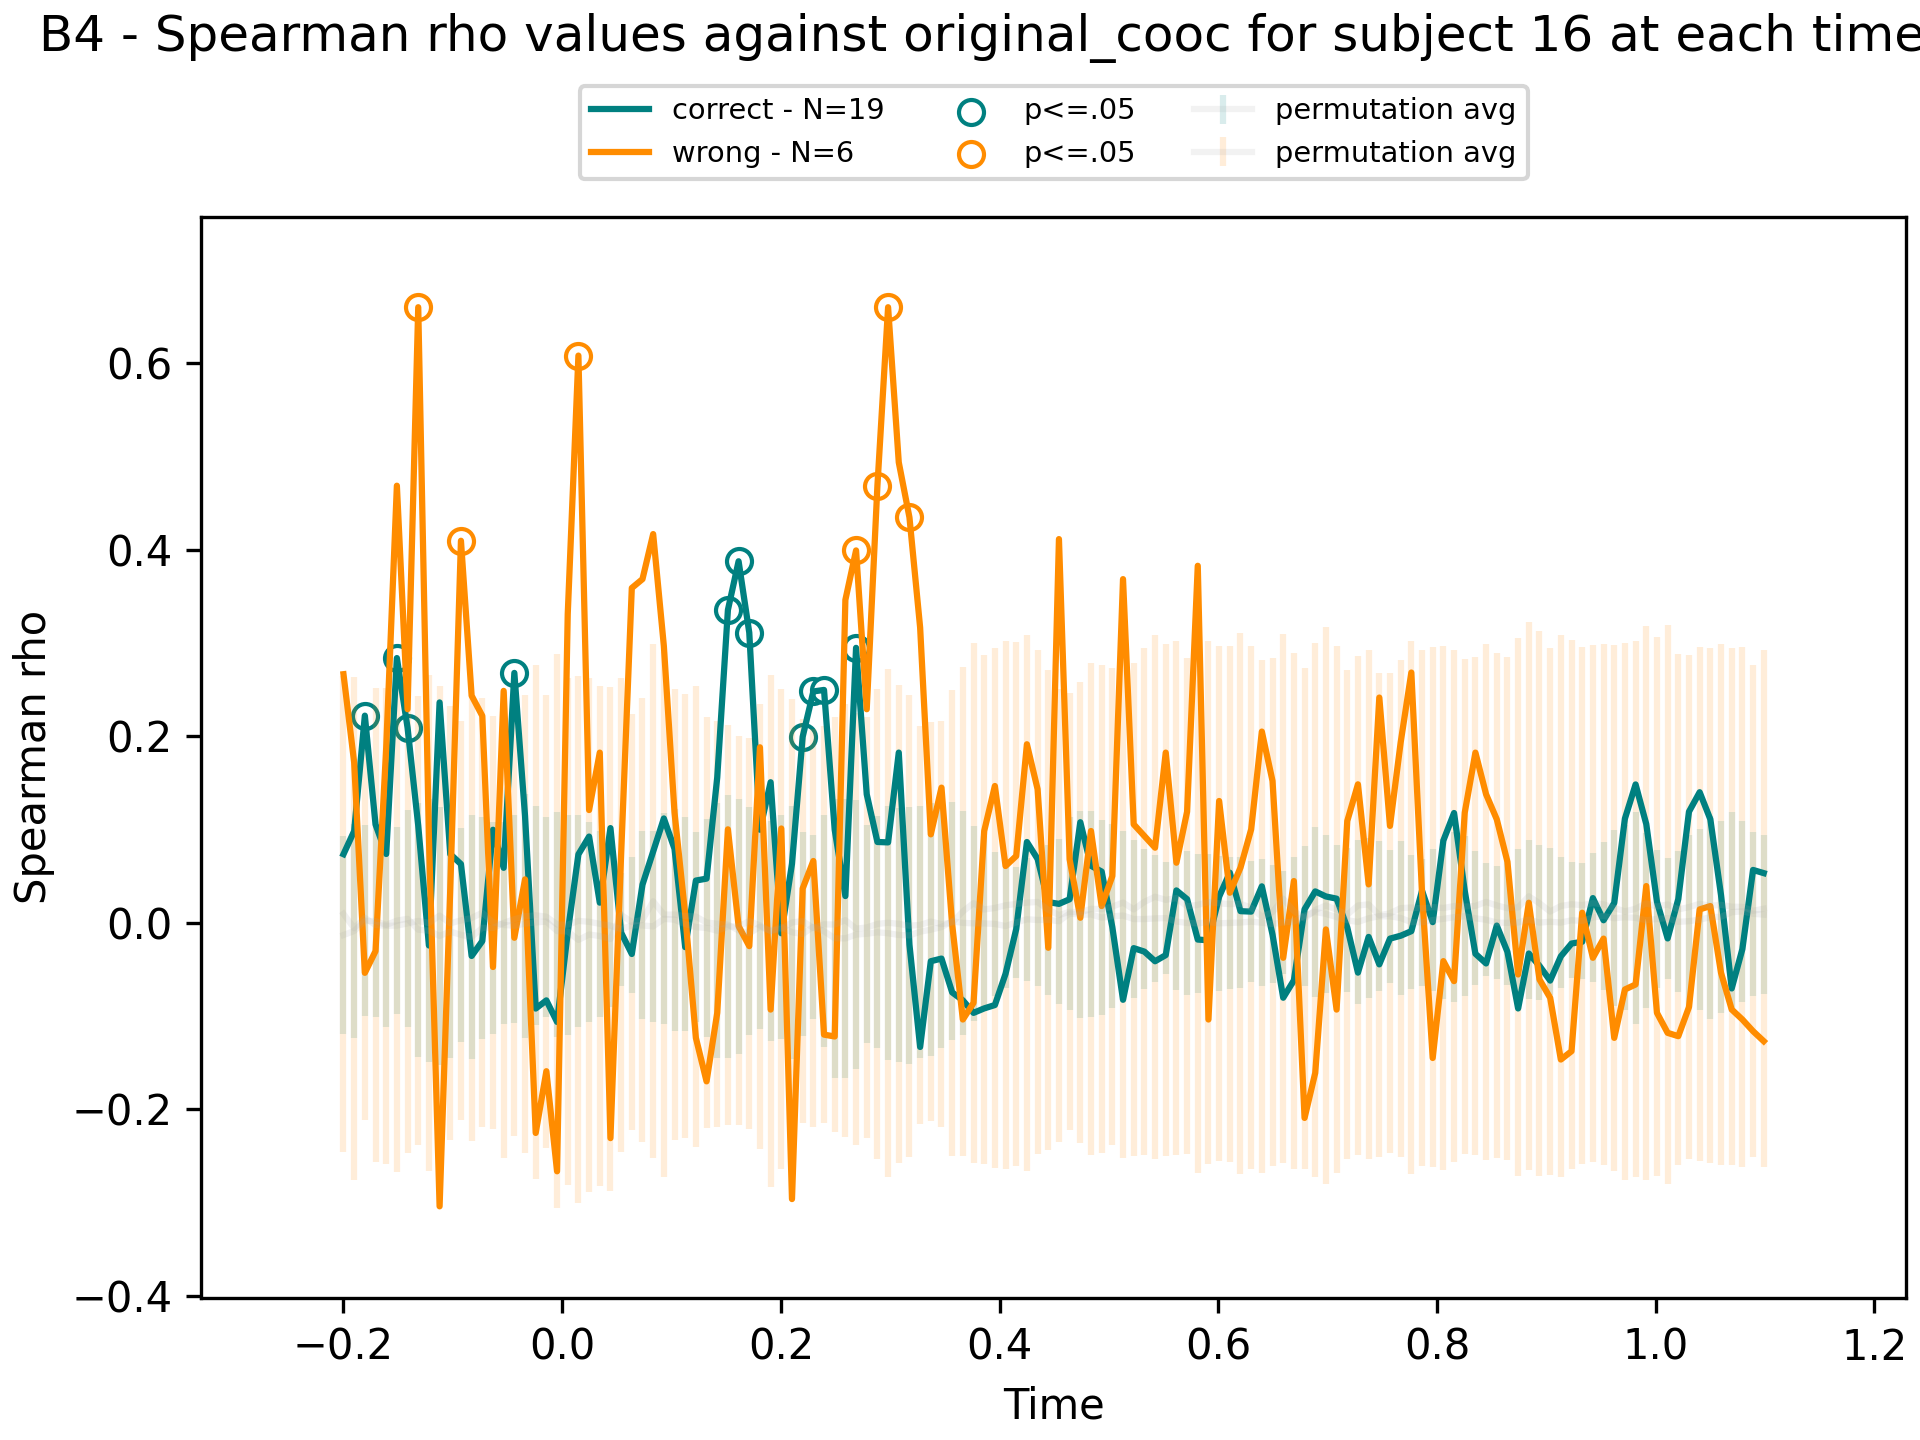 B4 - Spearman rho values against original_cooc for subject 16 at each time
correct - N=19
wrong - N=6
p<=.05
p<=.05
permutation avg
permutation avg
Spearman rho
0.6
0.4
0.2
0.0
−0.2
−0.4
−0.2 0.0 0.2 0.4 0.6 0.8 1.0 1.2
Time